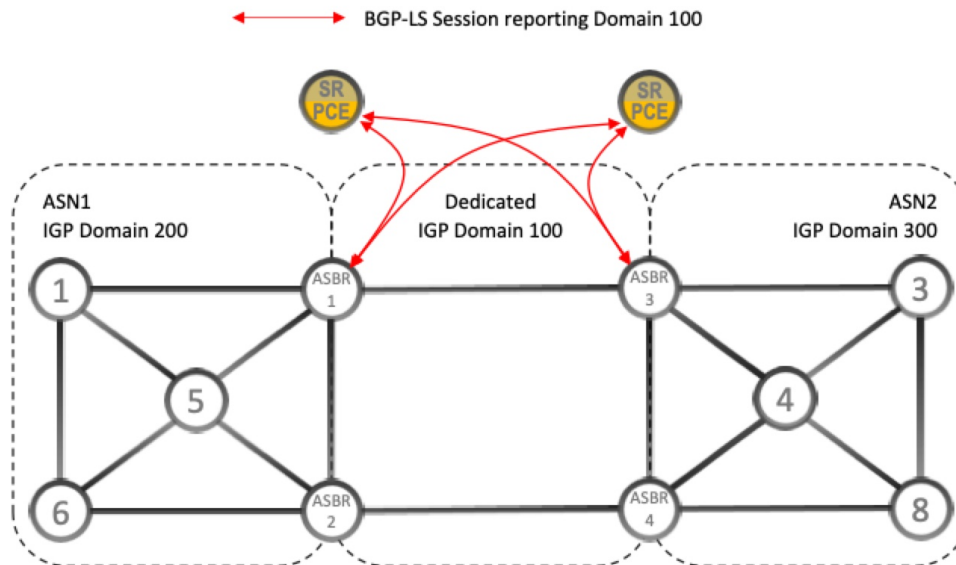 BGP-LS Session reporting Domain 100
SR
PCE
SR
PCE
ASN1
IGP Domain 200
Dedicated
IGP Domain 100
ASN2
IGP Domain 300
1
ASBR
1
ASBR
3
3
5
4
6
ASBR
2
ASBR
4
8